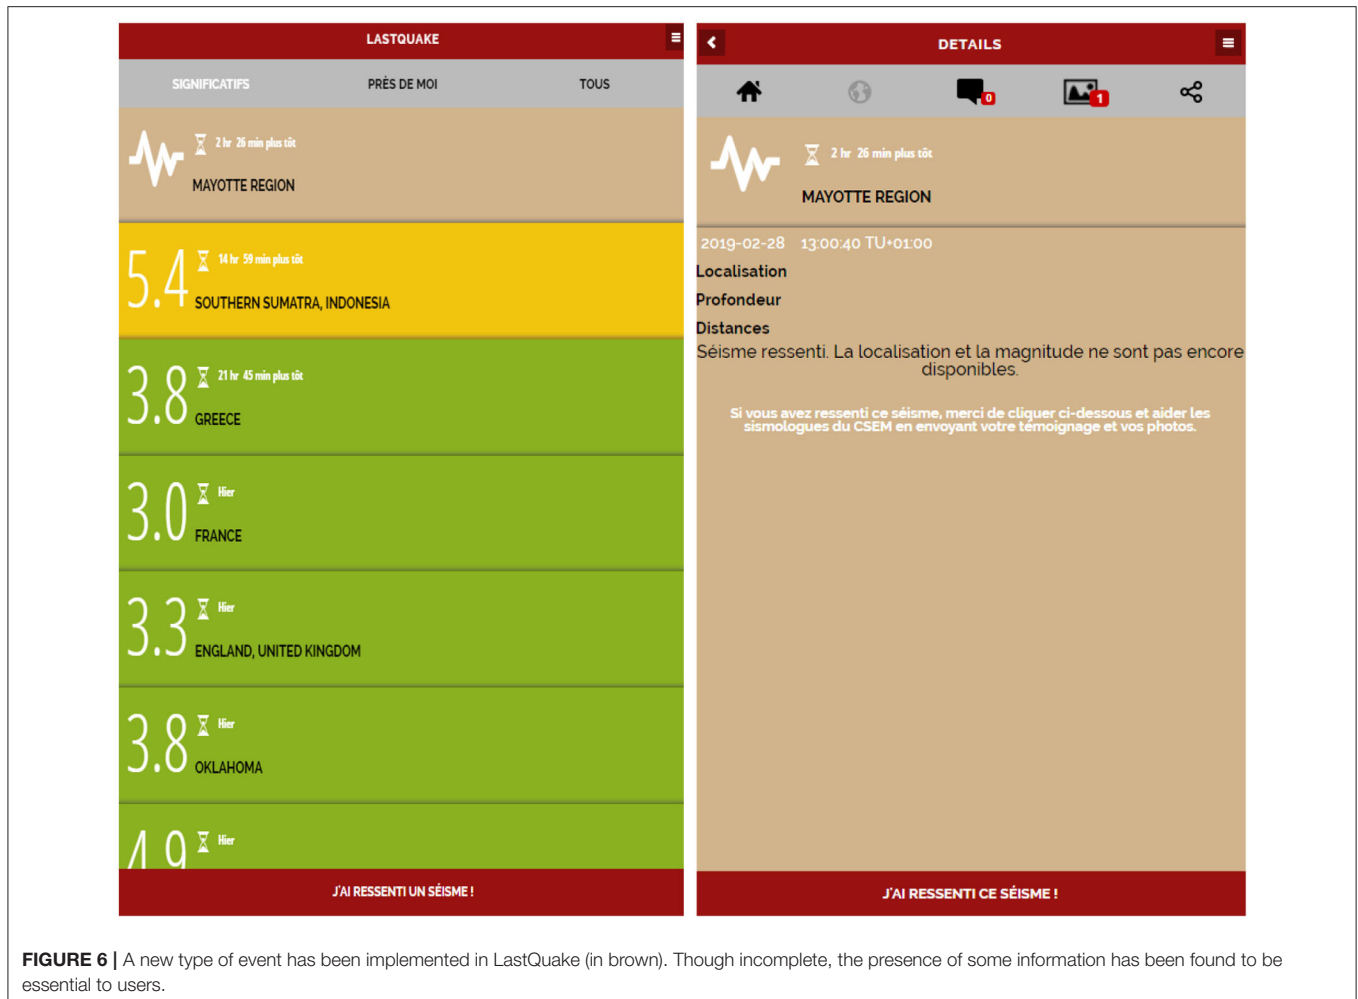 LASTQUAKE
SIGNIFICATIFS PRÈS DE MOI TOUS
2 hr 26 min plus tôt
MAYOTTE REGION
5.4 14 hr 59 min plus tôt
SOUTHERN SUMATRA, INDONESIA
3.8 21 hr 45 min plus tôt
GREECE
3.0 Hier
FRANCE
3.3 Hier
ENGLAND, UNITED KINGDOM
3.8 Hier
OKLAHOMA
4.9 Hier
J'AI RESSENTI UN SÉISME !
DETAILS
0 1
2 hr 26 min plus tôt
MAYOTTE REGION
2019-02-28 13:00:40 TU+01:00
Localisation
Profondeur
Distances
Séisme ressenti. La localisation et la magnitude ne sont pas encore
disponibles.
Si vous avez ressenti ce séisme, merci de cliquer ci-dessous et aider les
sismologues du CSEM en envoyant votre témoignage et vos photos.
J'AI RESSENTI CE SÉISME !
FIGURE 6 | A new type of event has been implemented in LastQuake (in brown). Though incomplete, the presence of some information has been found to be
essential to users.